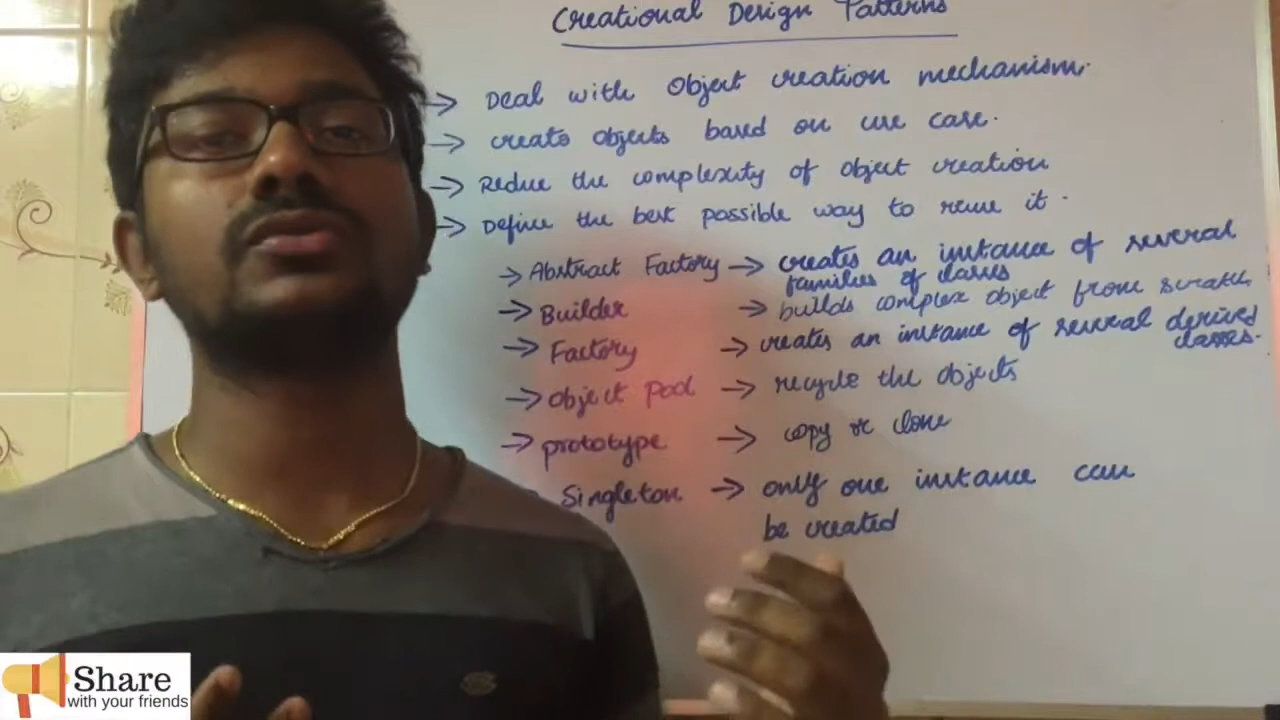 Creational Design Patterns
→ Deal with Object creation mechanism.
→ create objects based on use case.
→ Reduce the complexity of object creation
→ Define the best possible way to reuse it.
→ Abstract Factory → creates an instance of several
families of classes
→ Builder → builds complex object from scratch
→ Factory → creates an instance of several derived
classes.
→ Object Pool → recycle the objects
→ prototype → copy or clone
Singleton → only one instance can
be created
Share
with your friends